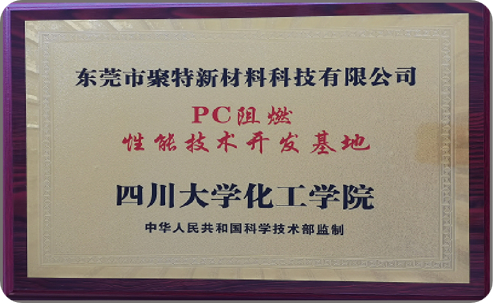 东莞市聚特新材料科技有限公司
PC阻燃
性能技术开发基地
四川大学化工学院
中华人民共和国科学技术部监制